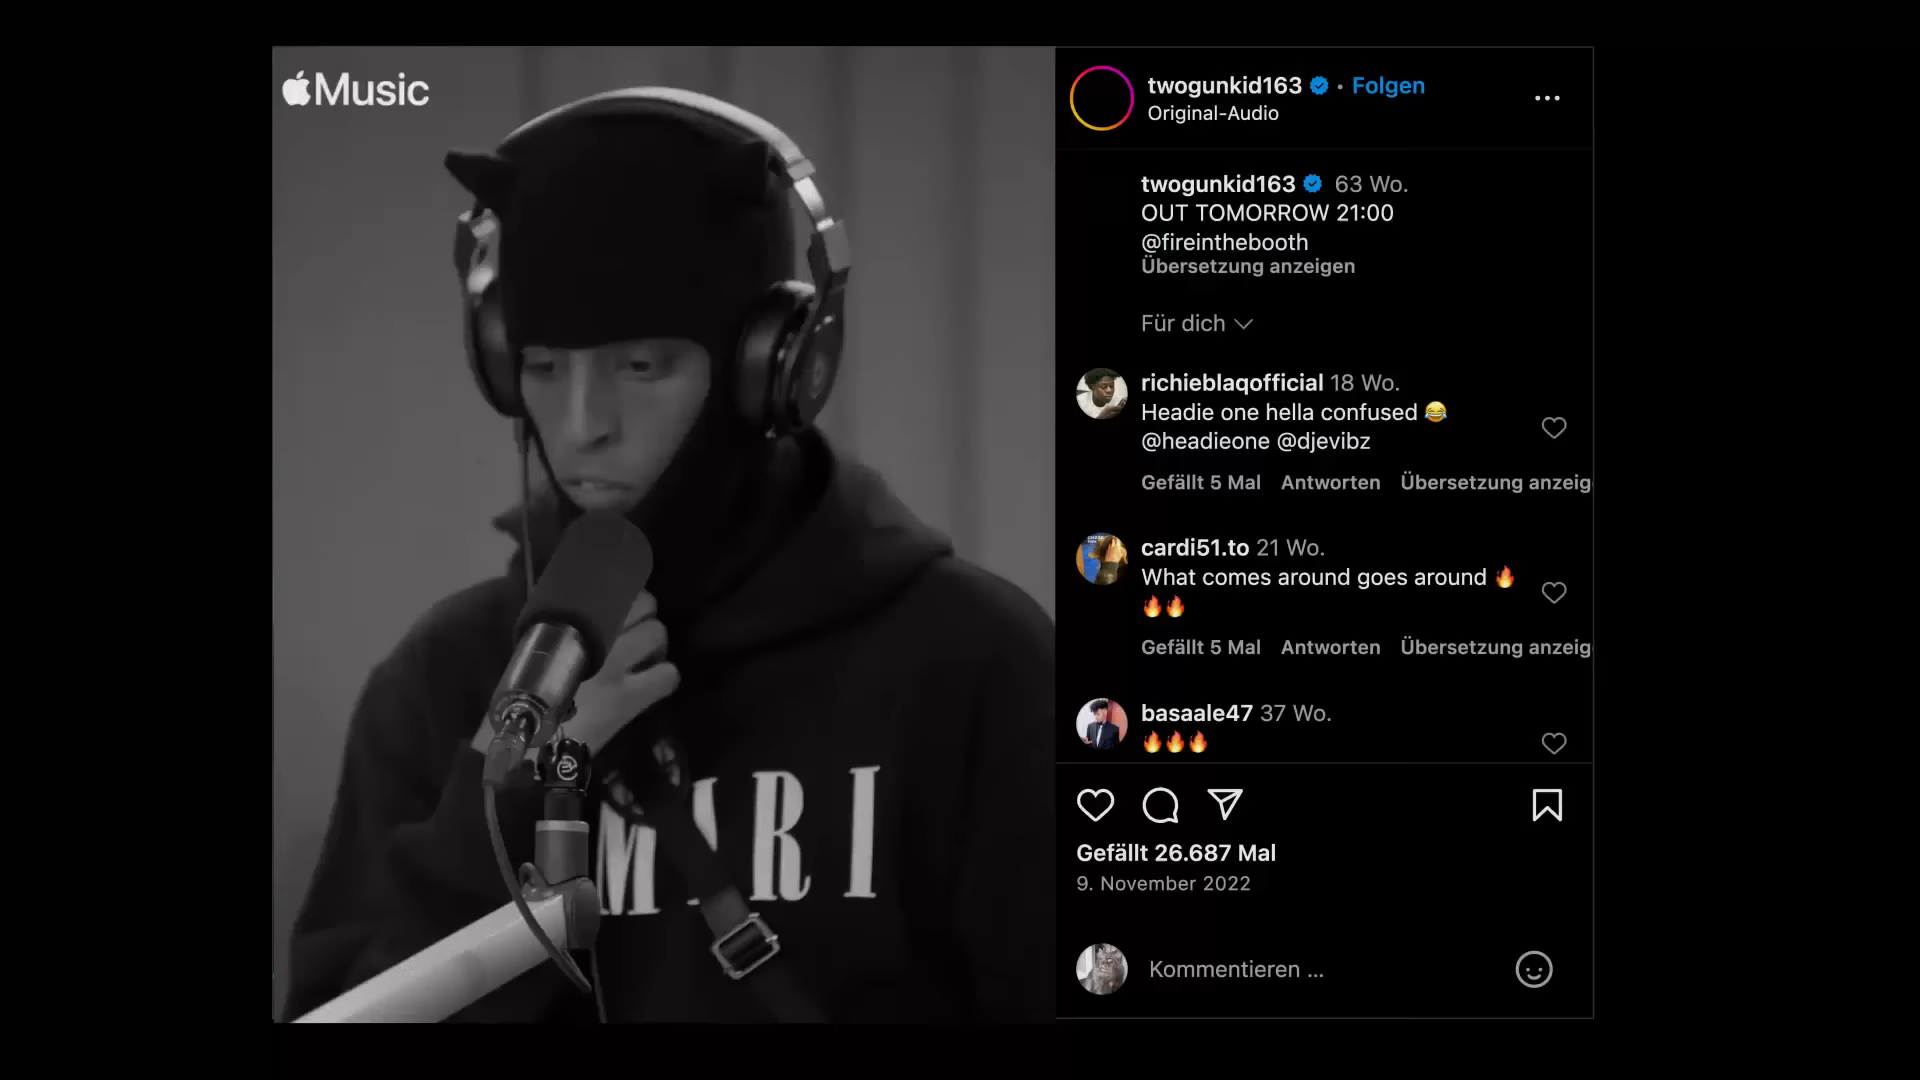 Music
MIRI
twogunkid163 • Folgen
Original-Audio
twogunkid163 63 Wo.
OUT TOMORROW 21:00
@fireinthebooth
Übersetzung anzeigen
Für dich
richieblaqofficial 18 Wo.
Headie one hella confused 😂
@headieone @djevibz
Gefällt 5 Mal Antworten Übersetzung anzeig
cardi51.to 21 Wo.
What comes around goes around 🔥
🔥🔥
Gefällt 5 Mal Antworten Übersetzung anzeig
basaale47 37 Wo.
🔥🔥🔥
Gefällt 26.687 Mal
9. November 2022
Kommentieren ...